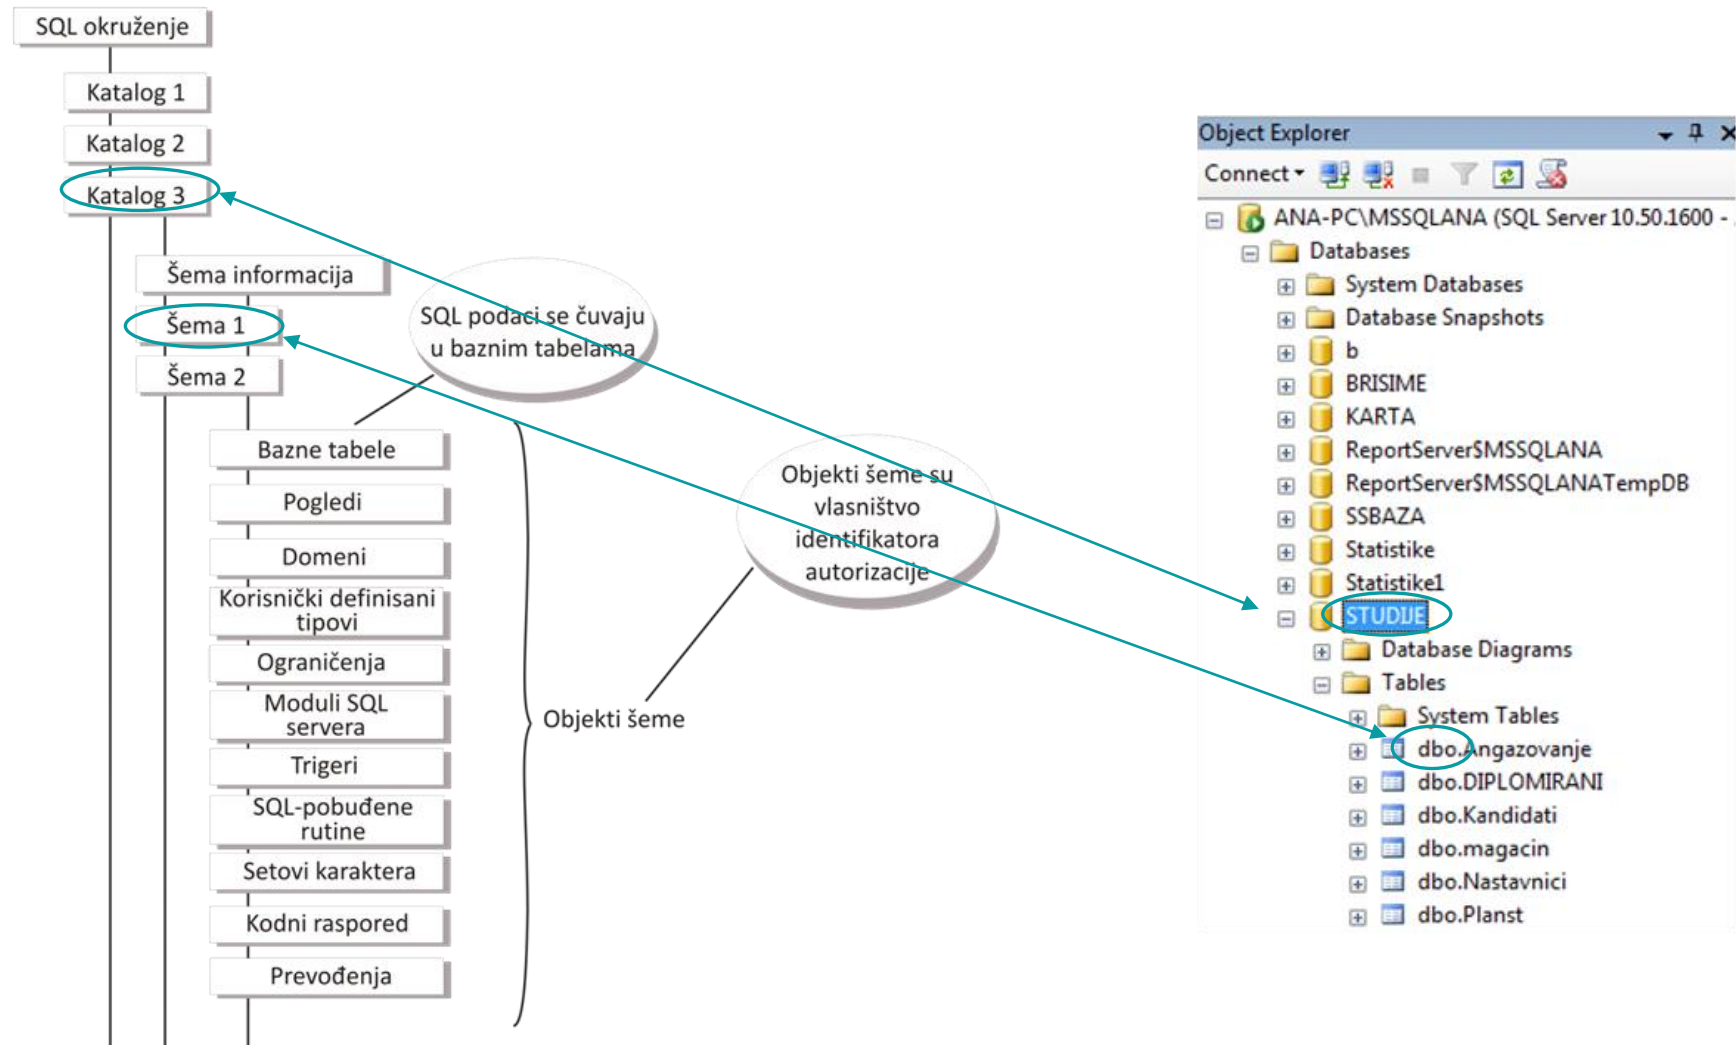 SQL okruženje
Katalog 1
Katalog 2
Katalog 3
Šema informacija
Šema 1
Šema 2
SQL podaci se čuvaju
u baznim tabelama
Bazne tabele
Pogledi
Domeni
Korisnički definisani
tipovi
Ograničenja
Moduli SQL
servera
Trigeri
SQL-pobuđene
rutine
Setovi karaktera
Kodni raspored
Prevođenja
Objekti šeme
Objekti šeme su
vlasništvo
identifikatora
autorizacije
Object Explorer
Connect
ANA-PC\MSSQLANA (SQL Server 10.50.1600 -
Databases
System Databases
Database Snapshots
b
BRISIME
KARTA
ReportServer$MSSQLANA
ReportServer$MSSQLANATempDB
SSBAZA
Statistike
Statistike1
STUDIJE
Database Diagrams
Tables
System Tables
dbo.Angazovanje
dbo.DIPLOMIRANI
dbo.Kandidati
dbo.magacin
dbo.Nastavnici
dbo.Planst